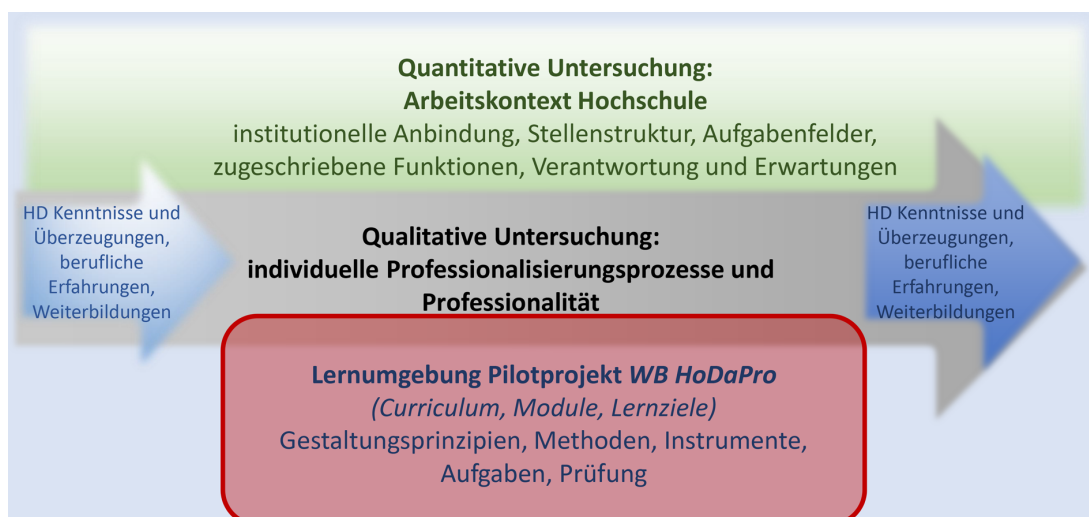 Quantitative Untersuchung:
Arbeitskontext Hochschule
institutionelle Anbindung, Stellenstruktur, Aufgabenfelder,
zugeschriebene Funktionen, Verantwortung und Erwartungen
HD Kenntnisse und
Überzeugungen,
berufliche
Erfahrungen,
Weiterbildungen
Qualitative Untersuchung:
individuelle Professionalisierungsprozesse und
Professionalität
HD Kenntnisse und
Überzeugungen,
berufliche
Erfahrungen,
Weiterbildungen
Lernumgebung Pilotprojekt WB HoDaPro
(Curriculum, Module, Lernziele)
Gestaltungsprinzipien, Methoden, Instrumente,
Aufgaben, Prüfung